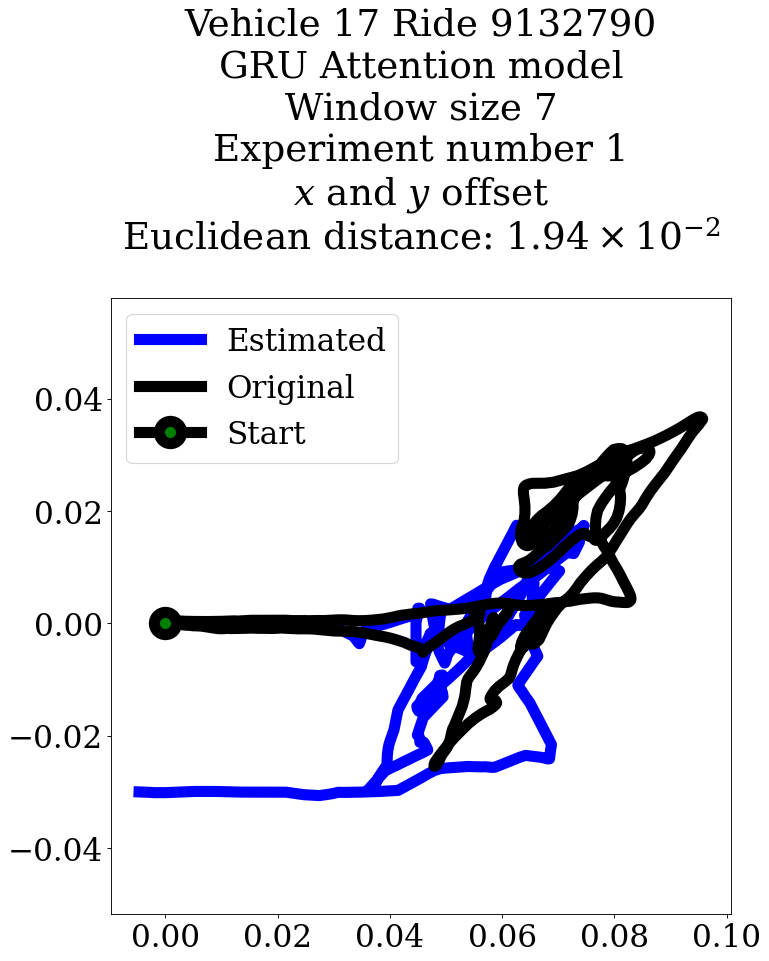 Vehicle 17 Ride 9132790
GRU Attention model
Window size 7
Experiment number 1
x and y offset
Euclidean distance: 1.94 × 10⁻²
Estimated
Original
Start
0.04
0.02
0.00
−0.02
−0.04
0.00 0.02 0.04 0.06 0.08 0.10